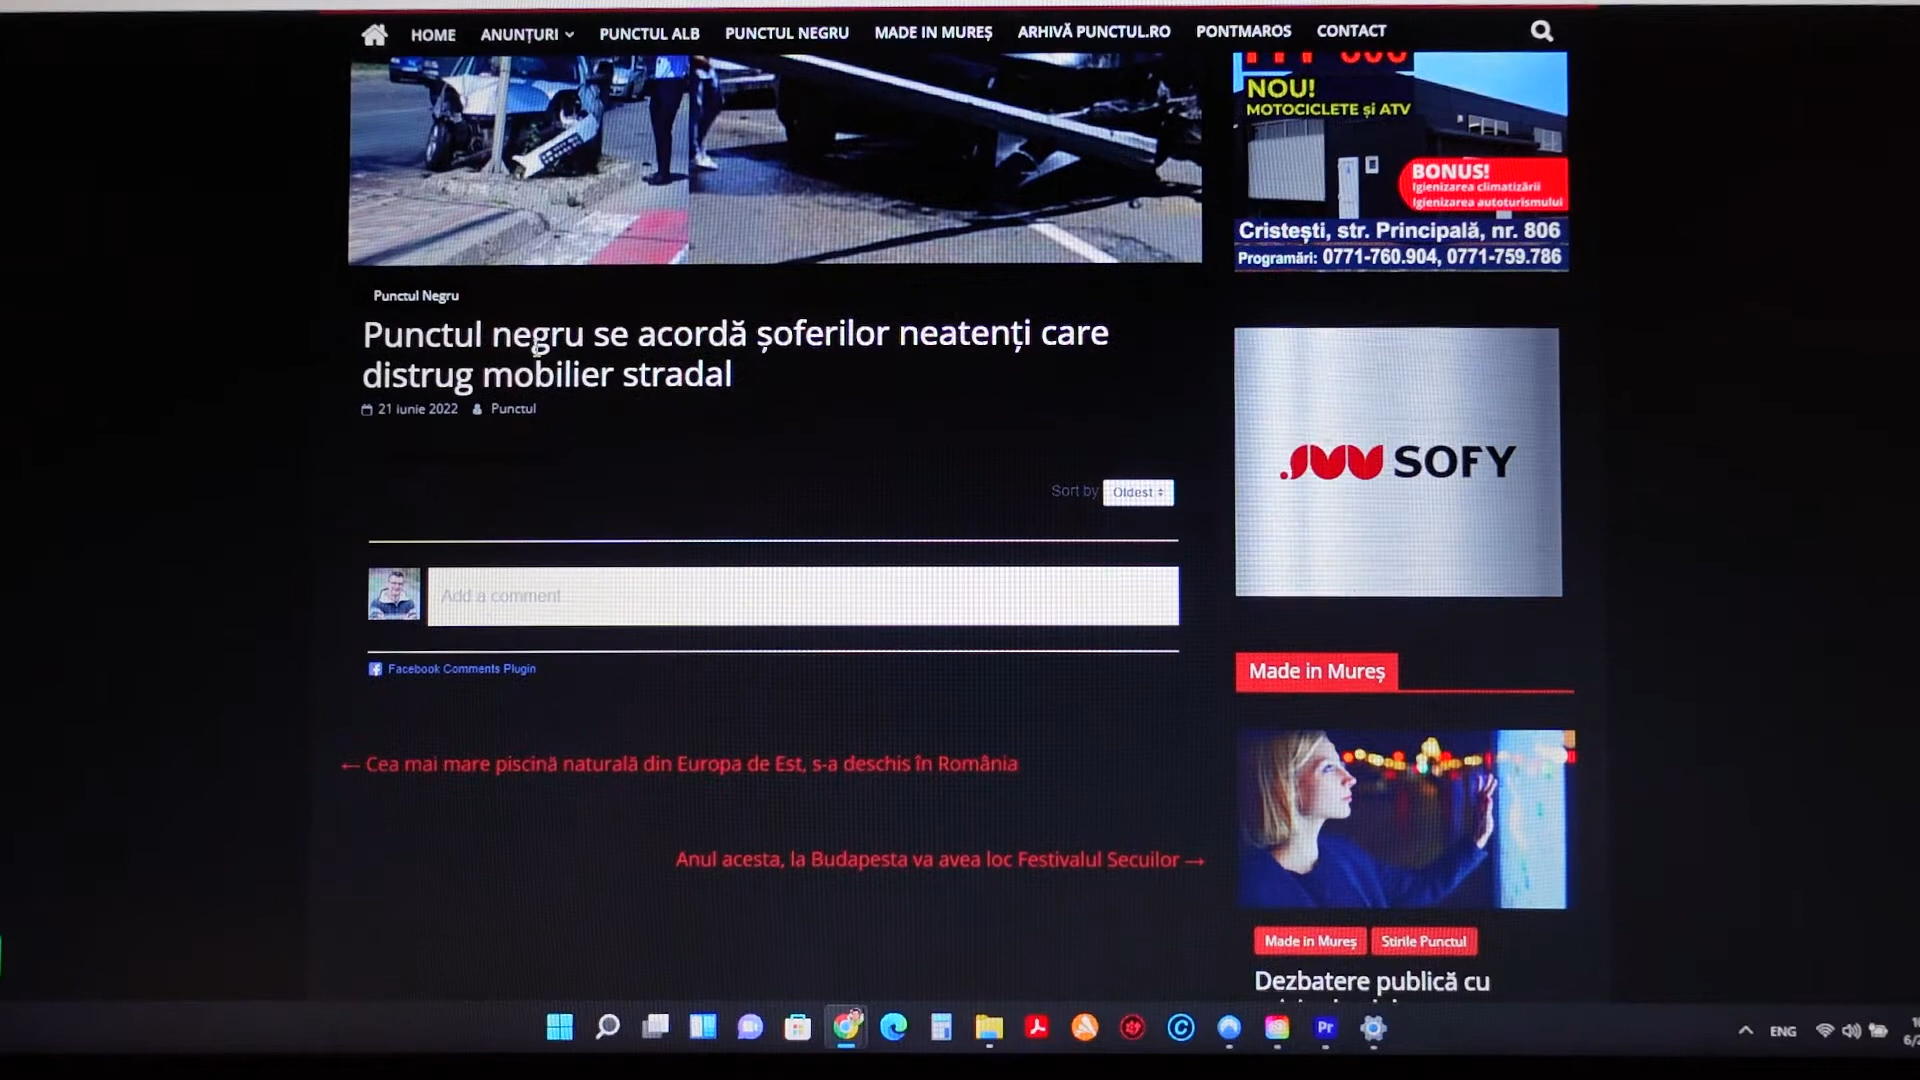 HOME
ANUNȚURI
PUNCTUL ALB
PUNCTUL NEGRU
MADE IN MUREȘ
ARHIVĂ PUNCTUL.RO
PONTMAROS
CONTACT
NOU!
MOTOCICLETE și ATV
BONUS!
Igienizarea climatizării
Igienizarea autoturismului
Cristești, str. Principală, nr. 806
Programări: 0771-760.904, 0771-759.786
Punctul Negru
Punctul negru se acordă șoferilor neatenți care
distrug mobilier stradal
21 iunie 2022 Punctul
Sort by Oldest
SOFY
Add a comment...
Facebook Comments Plugin
Made in Mureș
← Cea mai mare piscină naturală din Europa de Est, s-a deschis în România
Anul acesta, la Budapesta va avea loc Festivalul Secuilor →
Made in Mureș
Stirile Punctul
Dezbatere publică cu
Pr
ENG